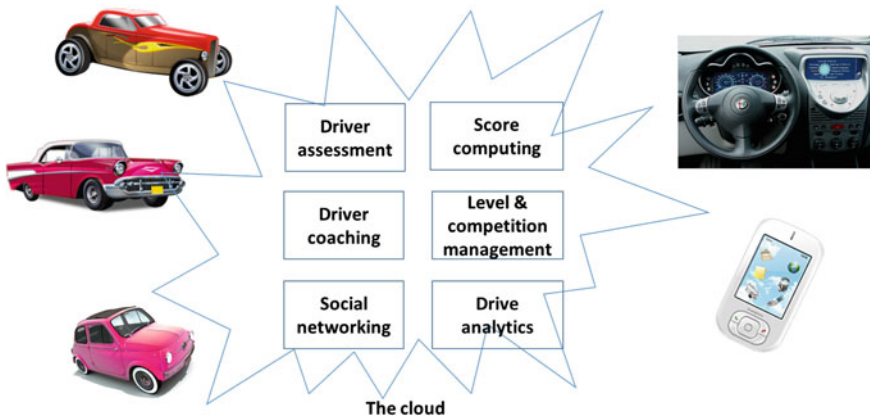 Driver
assessment
Score
computing
Driver
coaching
Level &
competition
management
Social
networking
Drive
analytics
The cloud